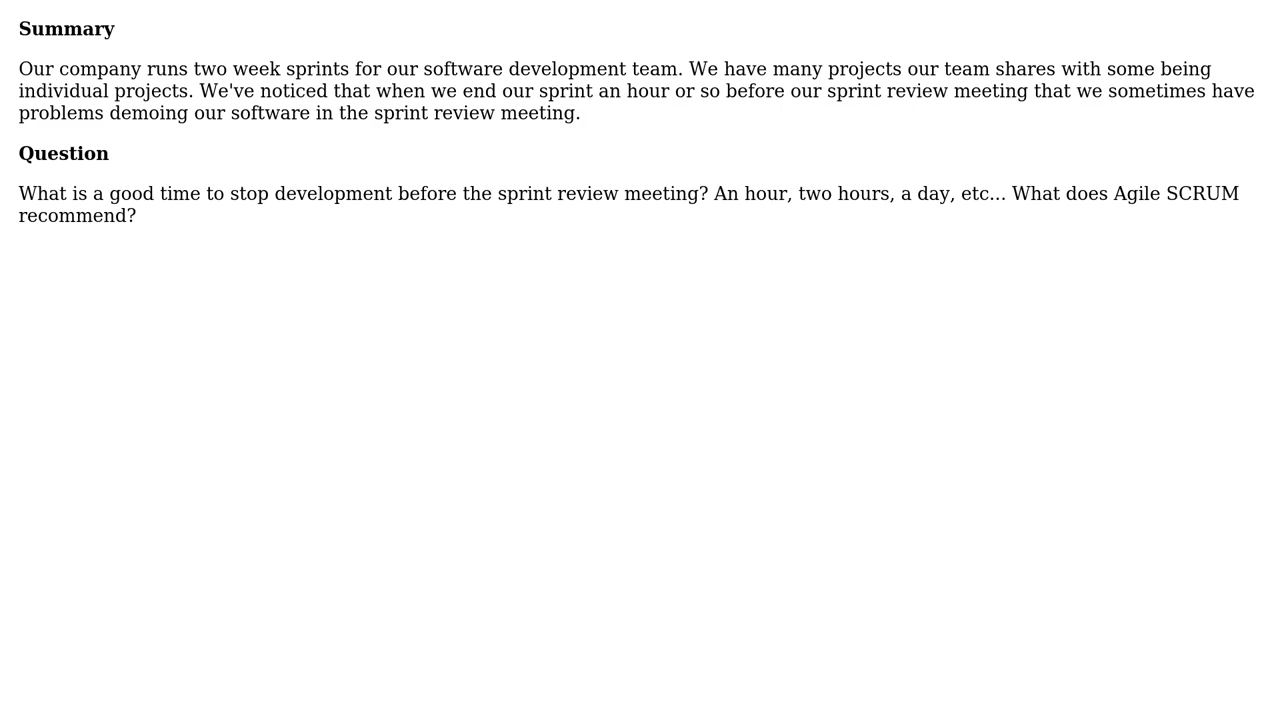 Summary
Our company runs two week sprints for our software development team. We have many projects our team shares with some being
individual projects. We've noticed that when we end our sprint an hour or so before our sprint review meeting that we sometimes have
problems demoing our software in the sprint review meeting.
Question
What is a good time to stop development before the sprint review meeting? An hour, two hours, a day, etc... What does Agile SCRUM
recommend?